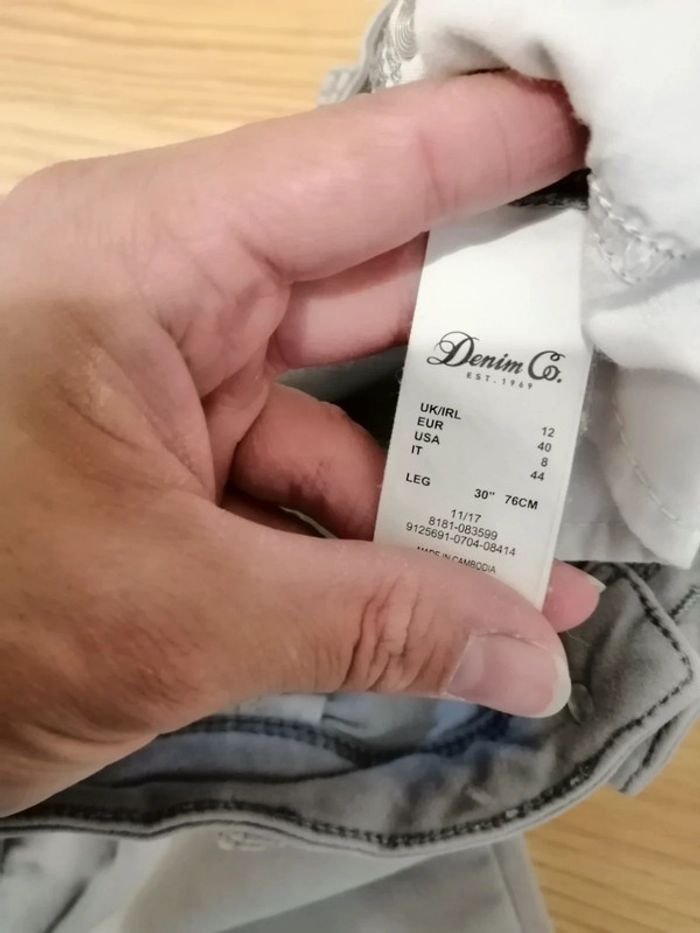 Denim Co.
EST. 1969
UK/IRL 12
EUR 40
USA 8
IT 44
LEG 30" 76CM
11/17
8181-083599
9125691-0704-08414
MADE IN CAMBODIA